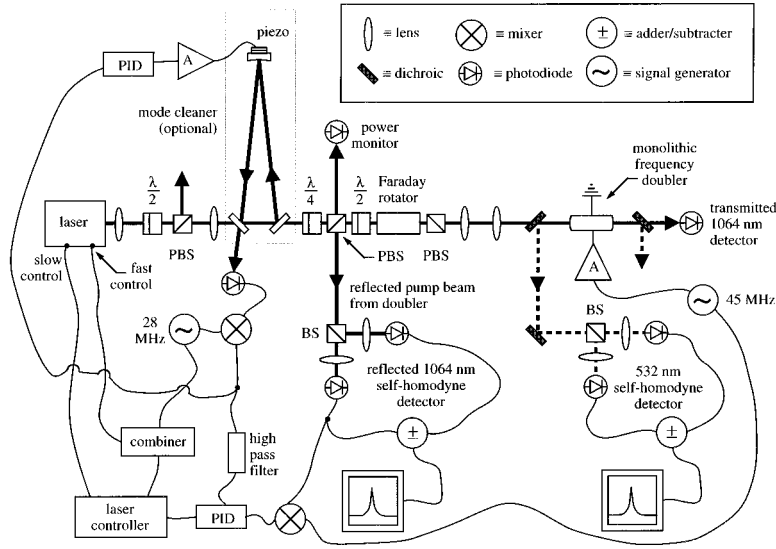 piezo
PID
A
≡ lens
≡ mixer
± ≡ adder/subtracter
≡ dichroic
≡ photodiode
~ ≡ signal generator
mode cleaner
(optional)
power
monitor
monolithic
frequency
doubler
λ/2
λ/4
λ/2
Faraday
rotator
laser
PBS
PBS
PBS
transmitted
1064 nm
detector
slow
control
fast
control
A
reflected pump beam
from doubler
28
MHz
~
~
45 MHz
BS
BS
reflected 1064 nm
self-homodyne
detector
532 nm
self-homodyne
detector
combiner
high
pass
filter
±
±
laser
controller
PID